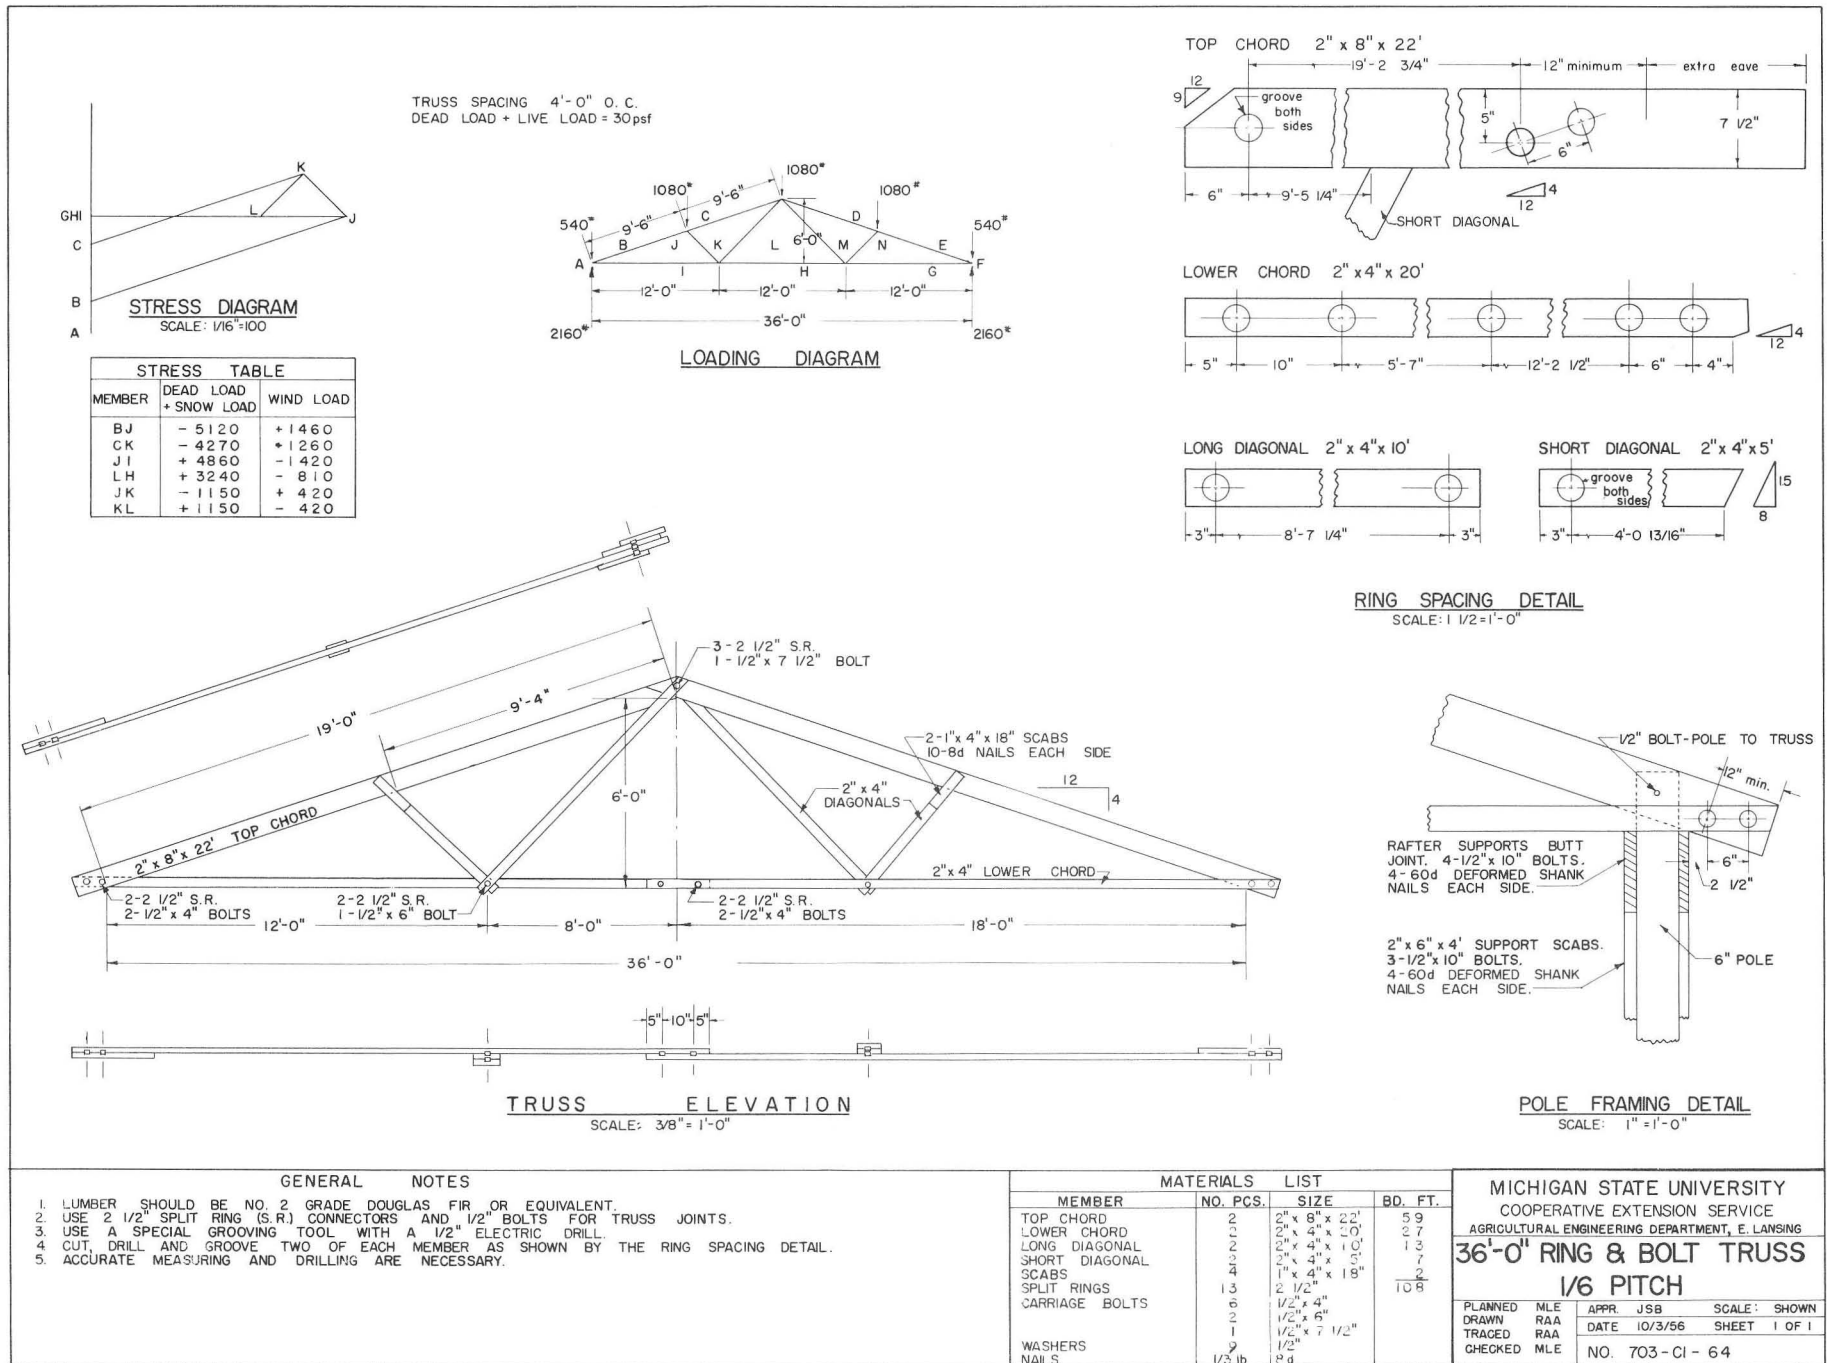 TRUSS SPACING 4'-0" O. C.
DEAD LOAD + LIVE LOAD = 30psf
K
GHI
L
J
C
B
A
STRESS DIAGRAM
SCALE: 1/16"=100
1080#
1080#
1080#
9'-6"
9'-6"
540#
540#
A
B
C
D
E
F
J
K
L
M
N
6'-0"
I
H
G
12'-0"
12'-0"
12'-0"
36'-0"
2160#
2160#
LOADING DIAGRAM
STRESS TABLE
MEMBER
DEAD LOAD + SNOW LOAD
WIND LOAD
BJ - 5120 + 1460
CK - 4270 + 1260
JI + 4860 - 1420
LH + 3240 - 810
JK - 1150 + 420
KL + 1150 - 420
TOP CHORD 2" x 8" x 22'
19'-2 3/4"
12" minimum
extra eave
12
9
groove
both
sides
5"
6"
7 1/2"
6"
9'-5 1/4"
4
12
SHORT DIAGONAL
LOWER CHORD 2" x 4" x 20'
4
12
5"
10"
5'-7"
12'-2 1/2"
6"
4"
LONG DIAGONAL 2" x 4" x 10'
3"
8'-7 1/4"
3"
SHORT DIAGONAL 2" x 4" x 5'
groove
both
sides
15
8
3"
4'-0 13/16"
RING SPACING DETAIL
SCALE: 1 1/2=1'-0"
3 - 2 1/2" S.R.
1 - 1/2" x 7 1/2" BOLT
19'-0"
9'-4"
2" x 8" x 22' TOP CHORD
6'-0"
2-1" x 4" x 18" SCABS
10-8d NAILS EACH SIDE
2" x 4"
DIAGONALS
12
4
2" x 4" LOWER CHORD
2-2 1/2" S.R.
2-1/2" x 4" BOLTS
2-2 1/2" S.R.
1-1/2" x 6" BOLT
2-2 1/2" S.R.
2-1/2" x 4" BOLTS
12'-0"
8'-0"
18'-0"
36'-0"
5"
10"
5"
TRUSS ELEVATION
SCALE: 3/8" = 1'-0"
1/2" BOLT-POLE TO TRUSS
12" min.
RAFTER SUPPORTS BUTT
JOINT. 4-1/2" x 10" BOLTS.
4-60d DEFORMED SHANK
NAILS EACH SIDE.
6"
2 1/2"
2" x 6" x 4' SUPPORT SCABS.
3-1/2" x 10" BOLTS.
4-60d DEFORMED SHANK
NAILS EACH SIDE.
6" POLE
POLE FRAMING DETAIL
SCALE: 1" = 1'-0"
GENERAL NOTES
1. LUMBER SHOULD BE NO. 2 GRADE DOUGLAS FIR OR EQUIVALENT.
2. USE 2 1/2" SPLIT RING (S.R.) CONNECTORS AND 1/2" BOLTS FOR TRUSS JOINTS.
3. USE A SPECIAL GROOVING TOOL WITH A 1/2" ELECTRIC DRILL.
4 CUT, DRILL AND GROOVE TWO OF EACH MEMBER AS SHOWN BY THE RING SPACING DETAIL.
5. ACCURATE MEASURING AND DRILLING ARE NECESSARY.
MATERIALS LIST
MEMBER NO. PCS. SIZE BD. FT.
TOP CHORD 2 2" x 8" x 22' 59
LOWER CHORD 2 2" x 4" x 20' 27
LONG DIAGONAL 2 2" x 4" x 10' 13
SHORT DIAGONAL 2 2" x 4" x 5' 7
SCABS 4 1" x 4" x 18" 2
SPLIT RINGS 13 2 1/2" 108
CARRIAGE BOLTS 6 1/2" x 4"
2 1/2" x 6"
1 1/2" x 7 1/2"
WASHERS 9 1/2"
NAILS 1/3 lb 8d
MICHIGAN STATE UNIVERSITY
COOPERATIVE EXTENSION SERVICE
AGRICULTURAL ENGINEERING DEPARTMENT, E. LANSING
36'-0" RING & BOLT TRUSS
1/6 PITCH
PLANNED MLE
DRAWN RAA
TRACED RAA
CHECKED MLE
APPR. JSB SCALE: SHOWN
DATE 10/3/56 SHEET 1 OF 1
NO. 703-C1-64